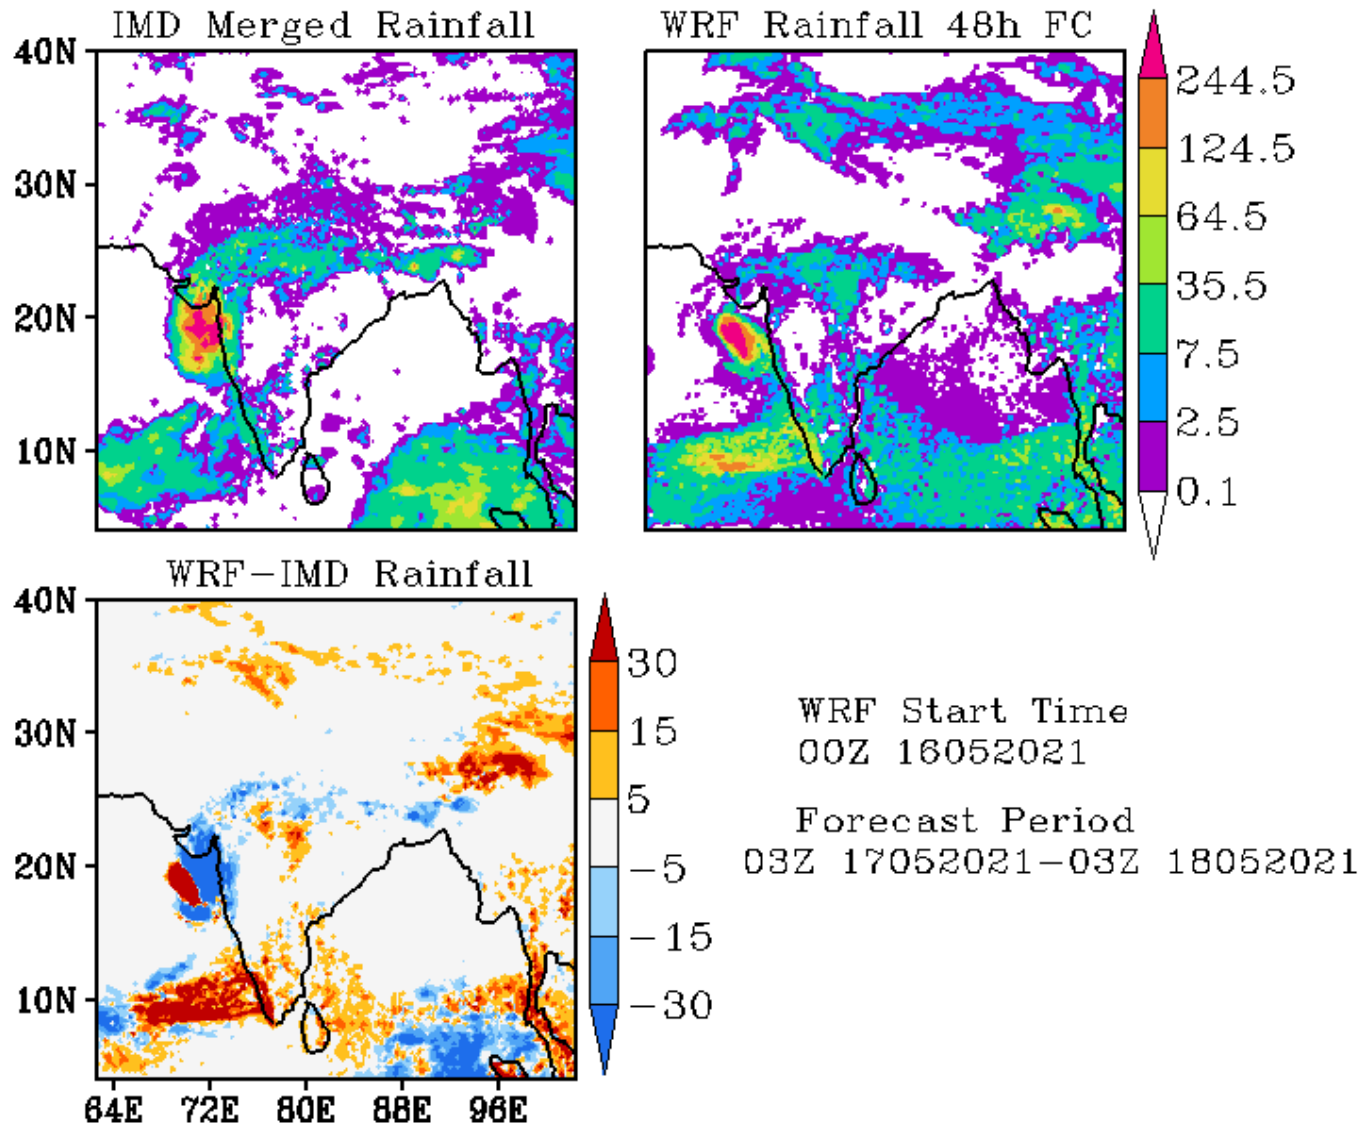 IMD Merged Rainfall
WRF Rainfall 48h FC
40N
30N
20N
10N
244.5
124.5
64.5
35.5
7.5
2.5
0.1
WRF-IMD Rainfall
40N
30N
20N
10N
64E 72E 80E 88E 96E
30
15
5
-5
-15
-30
WRF Start Time
00Z 16052021
Forecast Period
03Z 17052021-03Z 18052021